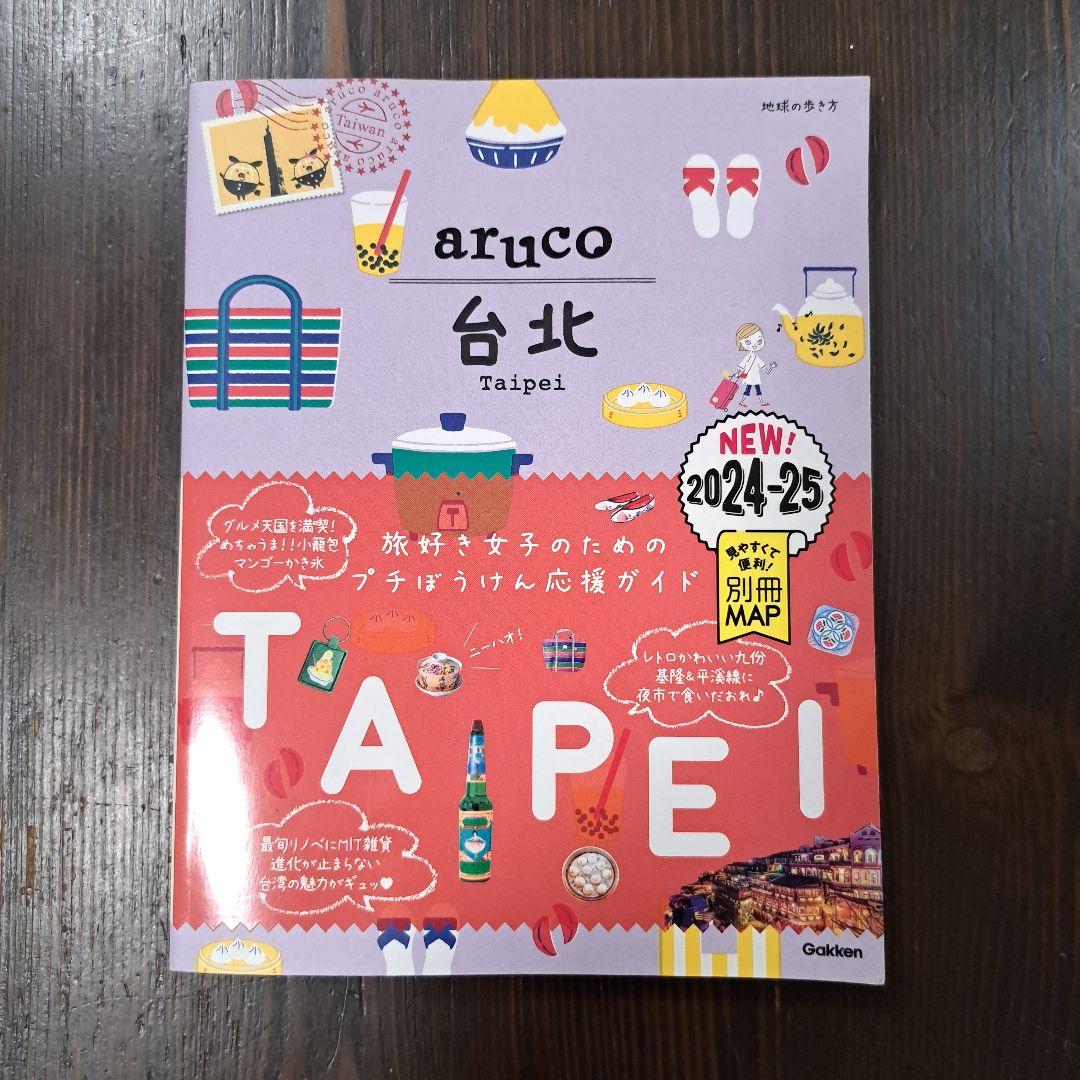 aruco aruco aruco
Taiwan
地球の歩き方
aruco
台北
Taipei
NEW!
2024-25
見やすくて
便利!
別冊
MAP
グルメ天国を満喫!
めちゃうま!!小籠包
マンゴーかき氷
旅好き女子のための
プチぼうけん応援ガイド
T
ニーハオ!
レトロかわいい九份
基隆&平溪線に
夜市で食いだおれ♪
TAIPEI
最旬リノベにMIT雑貨
進化が止まらない
台湾の魅力がギュッ♥
Gakken